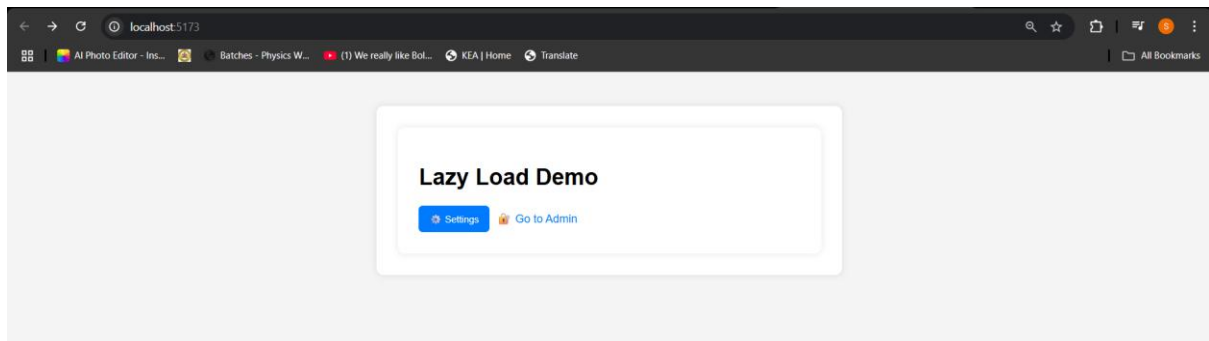 localhost:5173
AI Photo Editor - Ins... Batches - Physics W... (1) We really like Bol... KEA | Home Translate All Bookmarks
Lazy Load Demo
Settings Go to Admin